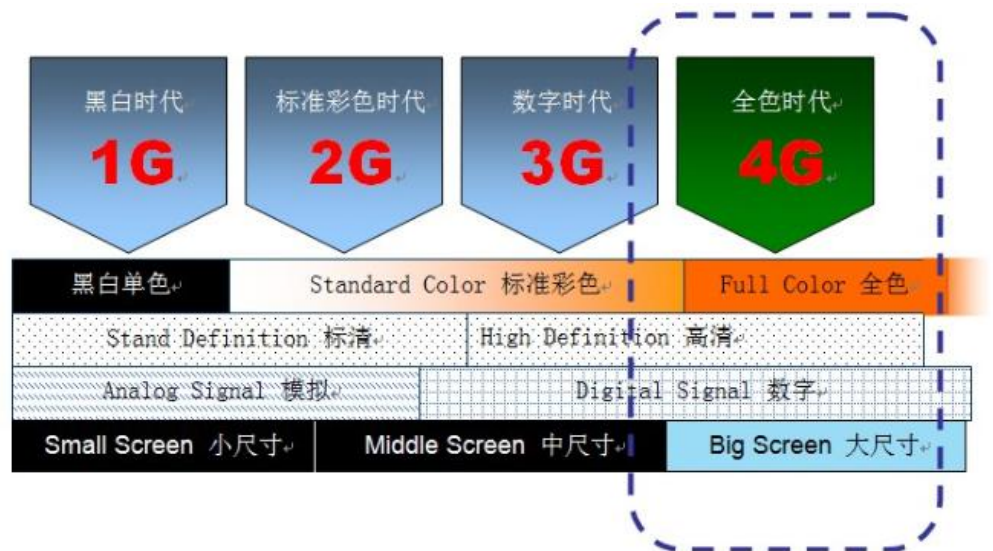 黑白时代
1G
标准彩色时代
2G
数字时代
3G
全色时代
4G
黑白单色
Standard Color 标准彩色
Full Color 全色
Stand Definition 标清
High Definition 高清
Analog Signal 模拟
Digital Signal 数字
Small Screen 小尺寸
Middle Screen 中尺寸
Big Screen 大尺寸